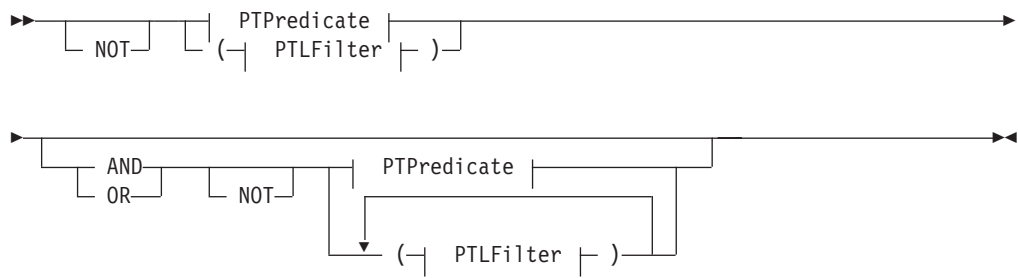 PTPredicate
NOT ( PTLFilter )
AND PTPredicate
OR NOT
( PTLFilter )